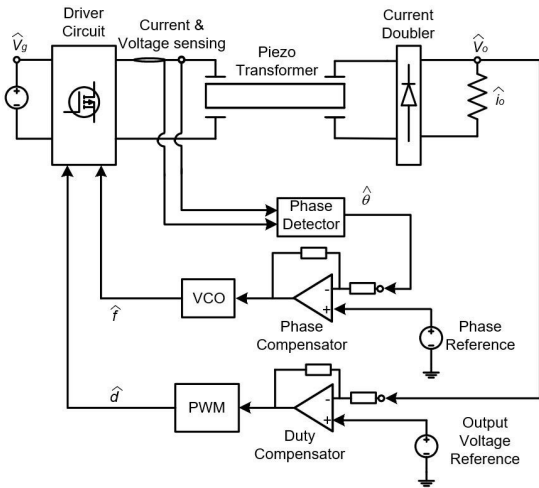 Driver
Circuit
Current &
Voltage sensing
Piezo
Transformer
Current
Doubler
V̂g
V̂o
îo
Phase
Detector
θ̂
VCO
f̂
-
+
Phase
Compensator
Phase
Reference
PWM
d̂
-
+
Duty
Compensator
Output
Voltage
Reference